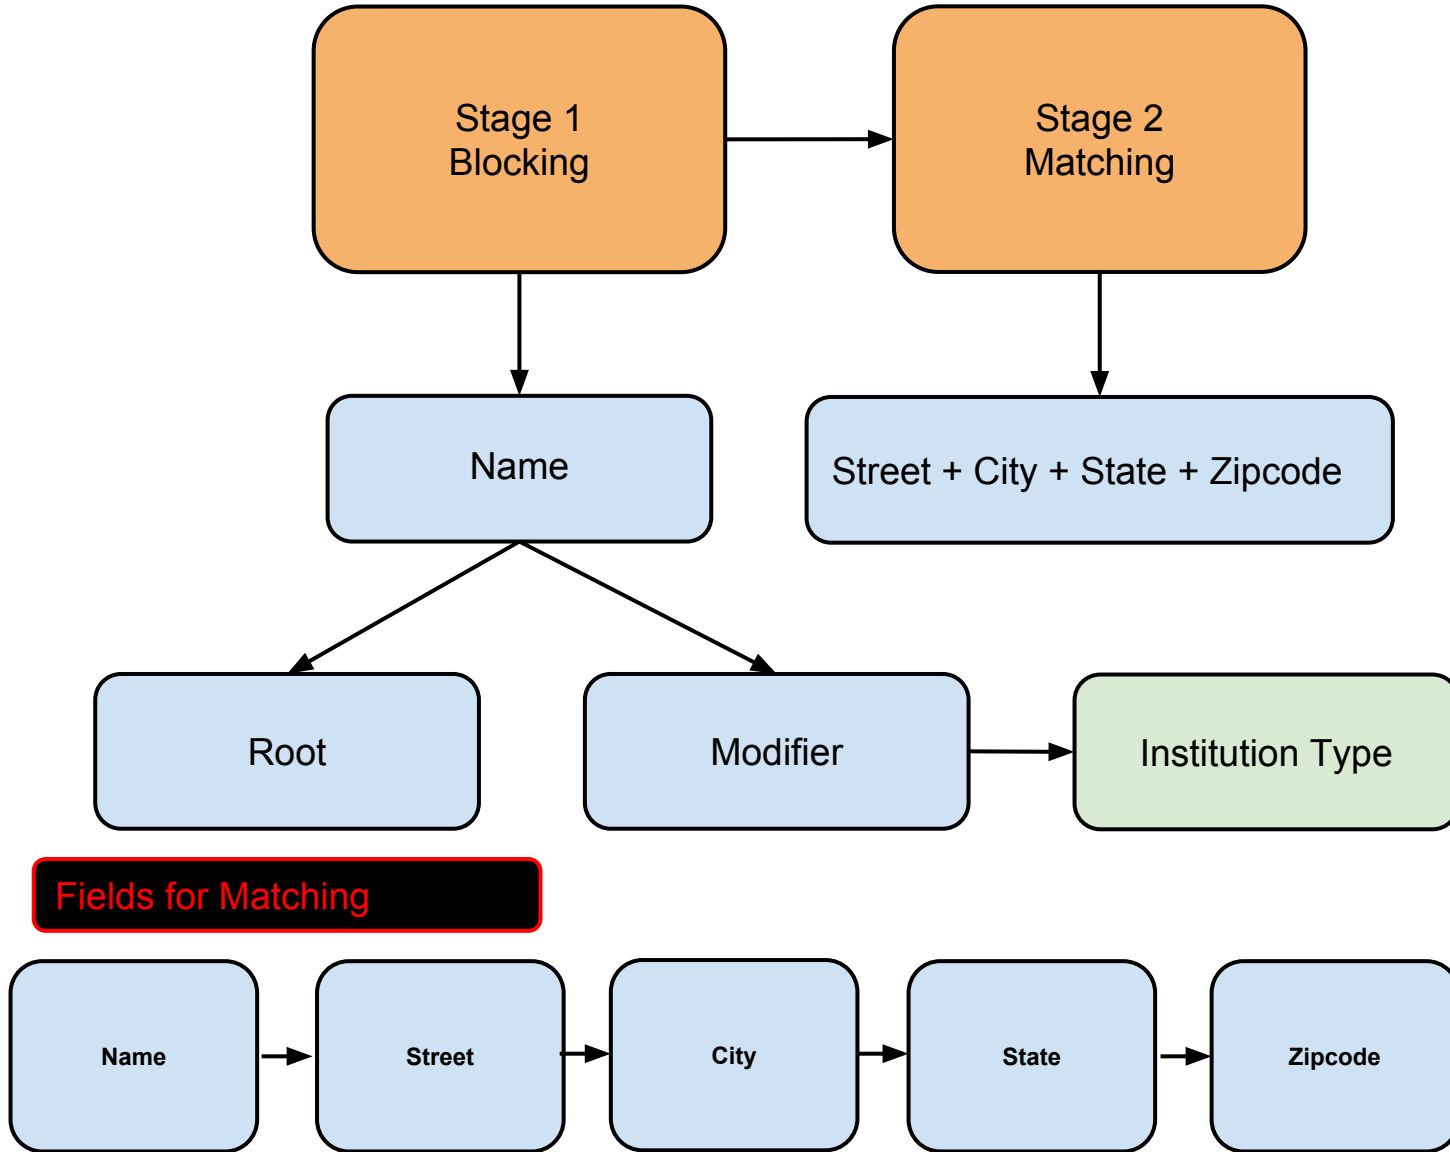 Stage 1
Blocking
Stage 2
Matching
Name
Street + City + State + Zipcode
Root
Modifier
Institution Type
Fields for Matching
Name
Street
City
State
Zipcode